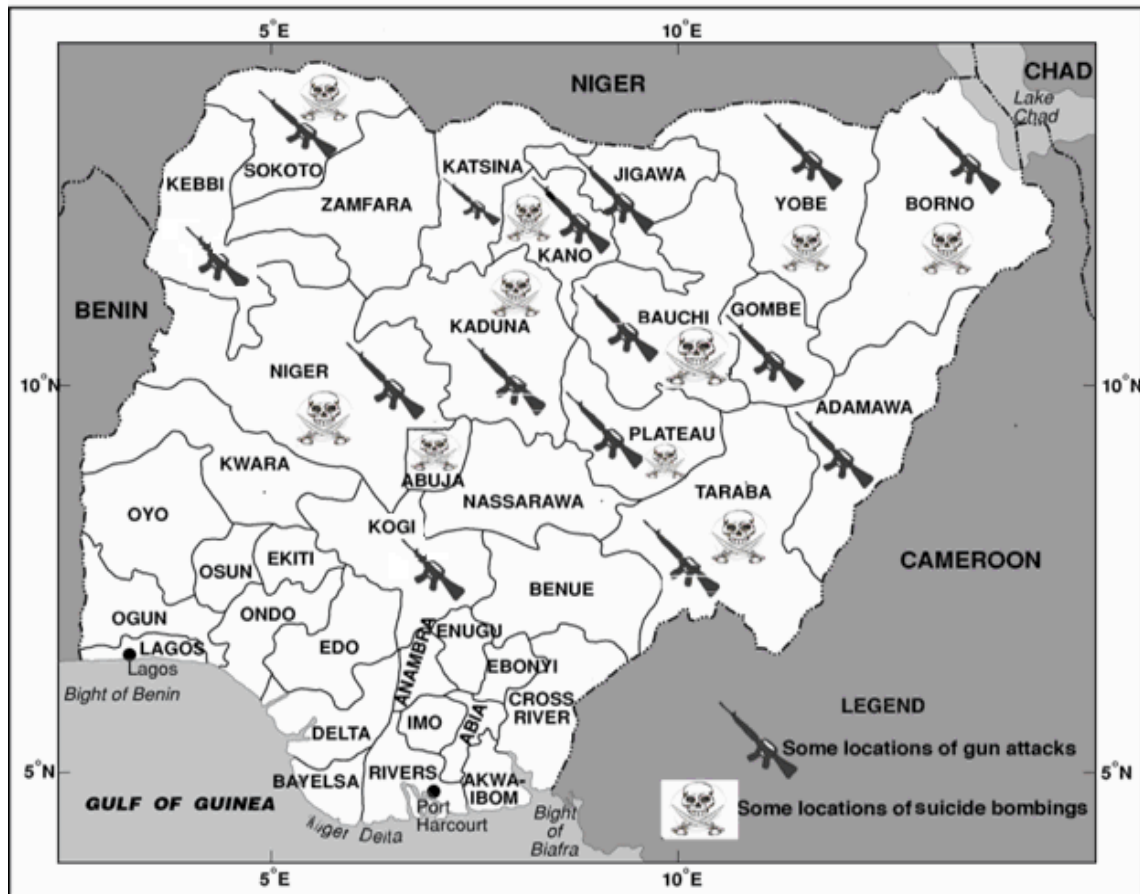 5°E
10°E
NIGER
CHAD
Lake
Chad
SOKOTO
KATSINA
JIGAWA
KEBBI
ZAMFARA
YOBE
BORNO
KANO
BENIN
BAUCHI
GOMBE
KADUNA
10°N
NIGER
10°N
ADAMAWA
PLATEAU
KWARA
ABUJA
TARABA
NASSARAWA
OYO
KOGI
EKITI
OSUN
CAMEROON
BENUE
OGUN
ONDO
ENUGU
LAGOS
EDO
ANAMBRA
EBONYI
Lagos
Bight of Benin
CROSS
RIVER
LEGEND
IMO
ABIA
DELTA
Some locations of gun attacks
5°N
BAYELSA
RIVERS
AKWA-
IBOM
5°N
GULF OF GUINEA
Port
Harcourt
Some locations of suicide bombings
Niger Delta
Bight
of
Biafra
5°E
10°E